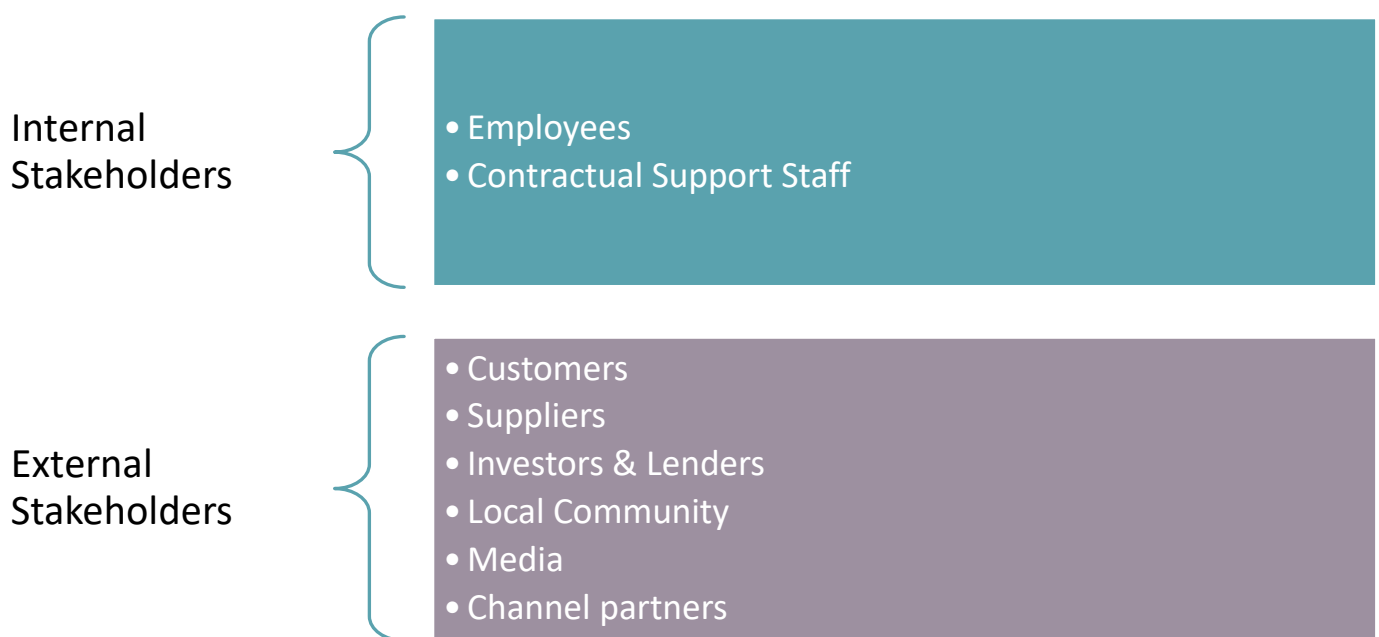 Internal
Stakeholders
• Employees
• Contractual Support Staff
External
Stakeholders
• Customers
• Suppliers
• Investors & Lenders
• Local Community
• Media
• Channel partners